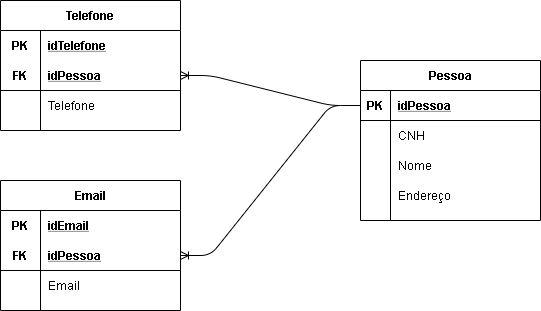 Telefone
PK idTelefone
FK idPessoa
Telefone
Pessoa
PK idPessoa
CNH
Nome
Endereço
Email
PK idEmail
FK idPessoa
Email